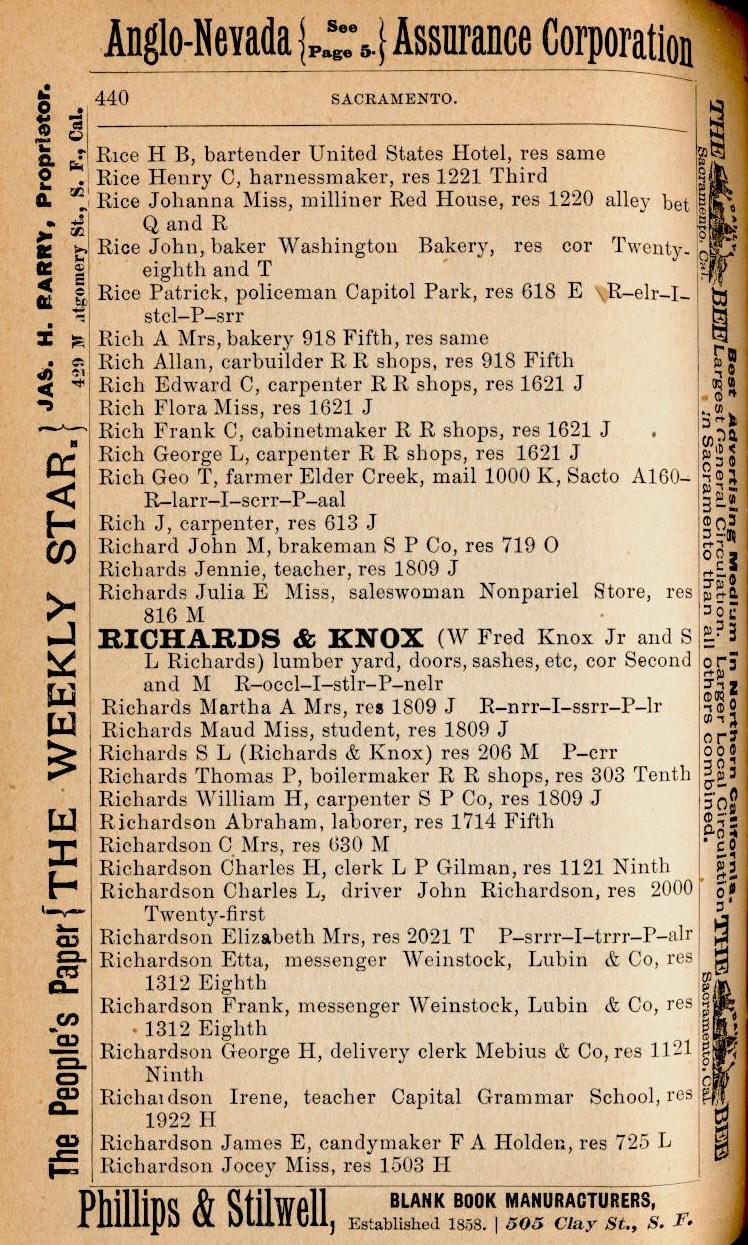 Anglo-Nevada { See Page 5. } Assurance Corporation
440 SACRAMENTO.
Rice H B, bartender United States Hotel, res same
Rice Henry C, harnessmaker, res 1221 Third
Rice Johanna Miss, milliner Red House, res 1220 alley bet
Q and R
Rice John, baker Washington Bakery, res cor Twenty-
eighth and T
Rice Patrick, policeman Capitol Park, res 618 E R–elr–I–
stcl–P–srr
Rich A Mrs, bakery 918 Fifth, res same
Rich Allan, carbuilder R R shops, res 918 Fifth
Rich Edward C, carpenter R R shops, res 1621 J
Rich Flora Miss, res 1621 J
Rich Frank C, cabinetmaker R R shops, res 1621 J
Rich George L, carpenter R R shops, res 1621 J
Rich Geo T, farmer Elder Creek, mail 1000 K, Sacto A160–
R–larr–I–scrr–P–aal
Rich J, carpenter, res 613 J
Richard John M, brakeman S P Co, res 719 O
Richards Jennie, teacher, res 1809 J
Richards Julia E Miss, saleswoman Nonpariel Store, res
816 M
RICHARDS & KNOX (W Fred Knox Jr and S
L Richards) lumber yard, doors, sashes, etc, cor Second
and M R–occl–I–stlr–P–nelr
Richards Martha A Mrs, res 1809 J R–nrr–I–ssrr–P–lr
Richards Maud Miss, student, res 1809 J
Richards S L (Richards & Knox) res 206 M P–crr
Richards Thomas P, boilermaker R R shops, res 303 Tenth
Richards William H, carpenter S P Co, res 1809 J
Richardson Abraham, laborer, res 1714 Fifth
Richardson C Mrs, res 630 M
Richardson Charles H, clerk L P Gilman, res 1121 Ninth
Richardson Charles L, driver John Richardson, res 2000
Twenty-first
Richardson Elizabeth Mrs, res 2021 T P–srrr–I–trrr–P–alr
Richardson Etta, messenger Weinstock, Lubin & Co, res
1312 Eighth
Richardson Frank, messenger Weinstock, Lubin & Co, res
1312 Eighth
Richardson George H, delivery clerk Mebius & Co, res 1121
Ninth
Richardson Irene, teacher Capital Grammar School, res
1922 H
Richardson James E, candymaker F A Holden, res 725 L
Richardson Jocey Miss, res 1503 H
The People's Paper { THE WEEKLY STAR. } JAS. H. BARRY, Proprietor.
429 Montgomery St., S. F., Cal.
THE BEE
Sacramento, Cal.
Best Advertising Medium in Northern California.
Largest General Circulation. Larger Local Circulation
in Sacramento than all others combined.
THE BEE
Sacramento, Cal.
Phillips & Stilwell, BLANK BOOK MANURACTURERS,
Established 1858. | 505 Clay St., S. F.